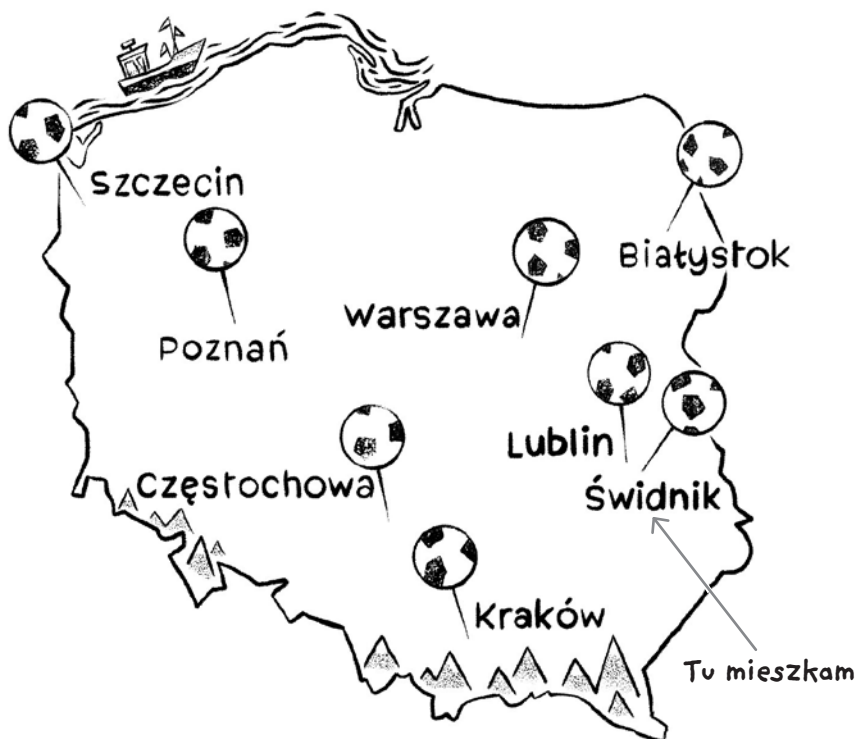 Szczecin
Białystok
Warszawa
Poznań
Lublin
Częstochowa
Świdnik
Kraków
Tu mieszkam